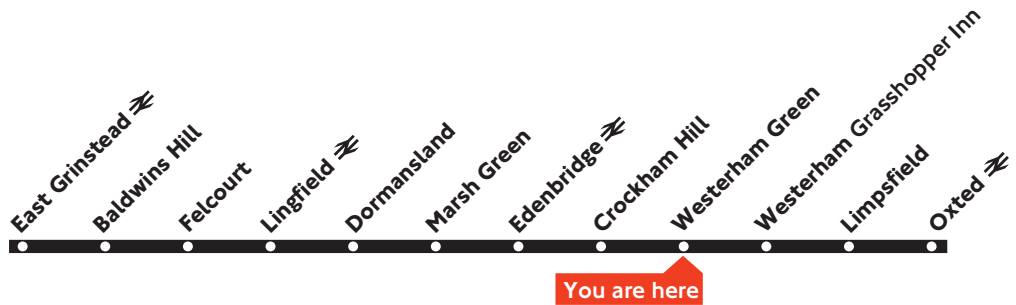 East Grinstead
Baldwins Hill
Felcourt
Lingfield
Dormansland
Marsh Green
Edenbridge
Crockham Hill
Westerham Green
Westerham Grasshopper Inn
Limpsfield
Oxted
You are here